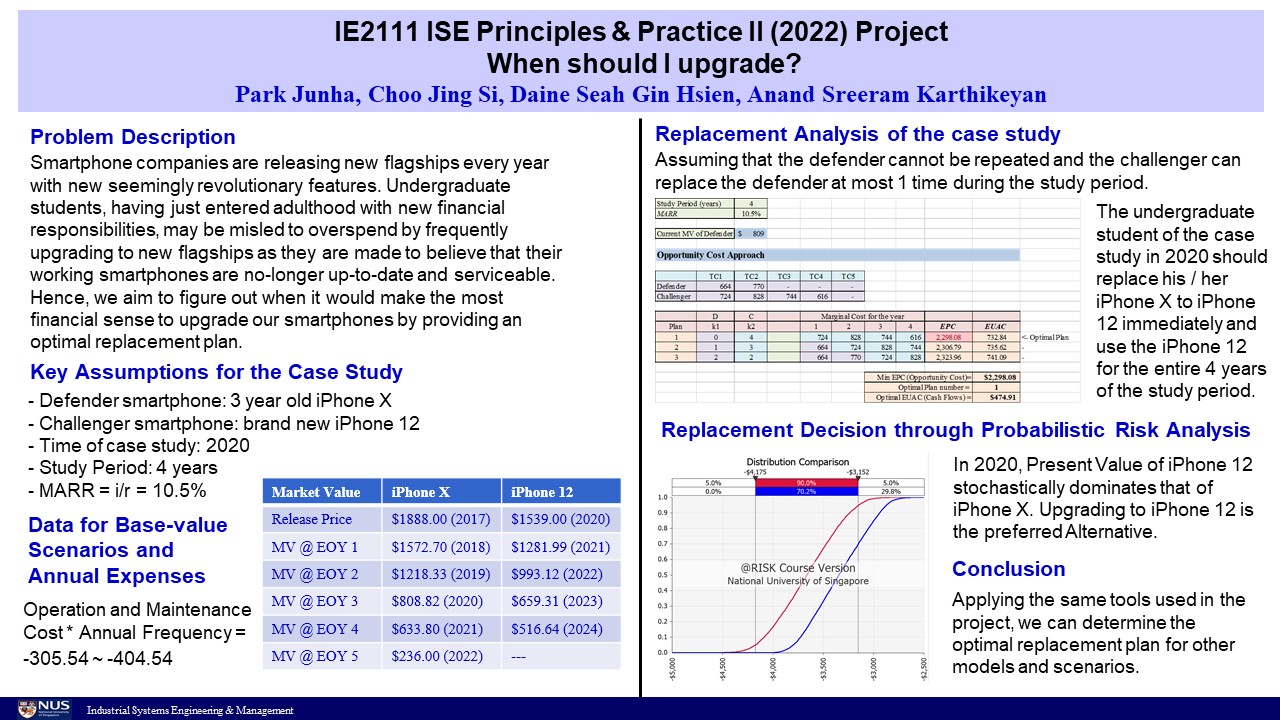 IE2111 ISE Principles & Practice II (2022) Project
When should I upgrade?
Park Junha, Choo Jing Si, Daine Seah Gin Hsien, Anand Sreeram Karthikeyan
Problem Description
Smartphone companies are releasing new flagships every year
with new seemingly revolutionary features. Undergraduate
students, having just entered adulthood with new financial
responsibilities, may be misled to overspend by frequently
upgrading to new flagships as they are made to believe that their
working smartphones are no-longer up-to-date and serviceable.
Hence, we aim to figure out when it would make the most
financial sense to upgrade our smartphones by providing an
optimal replacement plan.
Key Assumptions for the Case Study
- Defender smartphone: 3 year old iPhone X
- Challenger smartphone: brand new iPhone 12
- Time of case study: 2020
- Study Period: 4 years
- MARR = i/r = 10.5%
Data for Base-value
Scenarios and
Annual Expenses
Operation and Maintenance
Cost * Annual Frequency =
-305.54 ~ -404.54
Market Value iPhone X iPhone 12
Release Price $1888.00 (2017) $1539.00 (2020)
MV @ EOY 1 $1572.70 (2018) $1281.99 (2021)
MV @ EOY 2 $1218.33 (2019) $993.12 (2022)
MV @ EOY 3 $808.82 (2020) $659.31 (2023)
MV @ EOY 4 $633.80 (2021) $516.64 (2024)
MV @ EOY 5 $236.00 (2022) ---
Replacement Analysis of the case study
Assuming that the defender cannot be repeated and the challenger can
replace the defender at most 1 time during the study period.
Study Period (years) 4
MARR 10.5%
Current MV of Defender $ 809
Opportunity Cost Approach
TC1 TC2 TC3 TC4 TC5
Defender 664 770 - - -
Challenger 724 828 744 616 -
D C Marginal Cost for the year
Plan k1 k2 1 2 3 4 EPC EUAC
1 0 4 724 828 744 616 2,298.08 732.84 <- Optimal Plan
2 1 3 664 724 828 744 2,306.79 735.62 -
3 2 2 664 770 724 828 2,323.96 741.09 -
Min EPC (Opportunity Cost)= $2,298.08
Optimal Plan number = 1
Optimal EUAC (Cash Flows) = $474.91
The undergraduate
student of the case
study in 2020 should
replace his / her
iPhone X to iPhone
12 immediately and
use the iPhone 12
for the entire 4 years
of the study period.
Replacement Decision through Probabilistic Risk Analysis
Distribution Comparison
-$4,175 -$3,152
5.0% 90.0% 5.0%
0.0% 70.2% 29.8%
1.0
0.9
0.8
0.7
0.6
0.5
0.4
0.3
0.2
0.1
0.0
@RISK Course Version
National University of Singapore
-$5,000 -$4,500 -$4,000 -$3,500 -$3,000 -$2,500
In 2020, Present Value of iPhone 12
stochastically dominates that of
iPhone X. Upgrading to iPhone 12 is
the preferred Alternative.
Conclusion
Applying the same tools used in the
project, we can determine the
optimal replacement plan for other
models and scenarios.
NUS
National University
of Singapore
Industrial Systems Engineering & Management